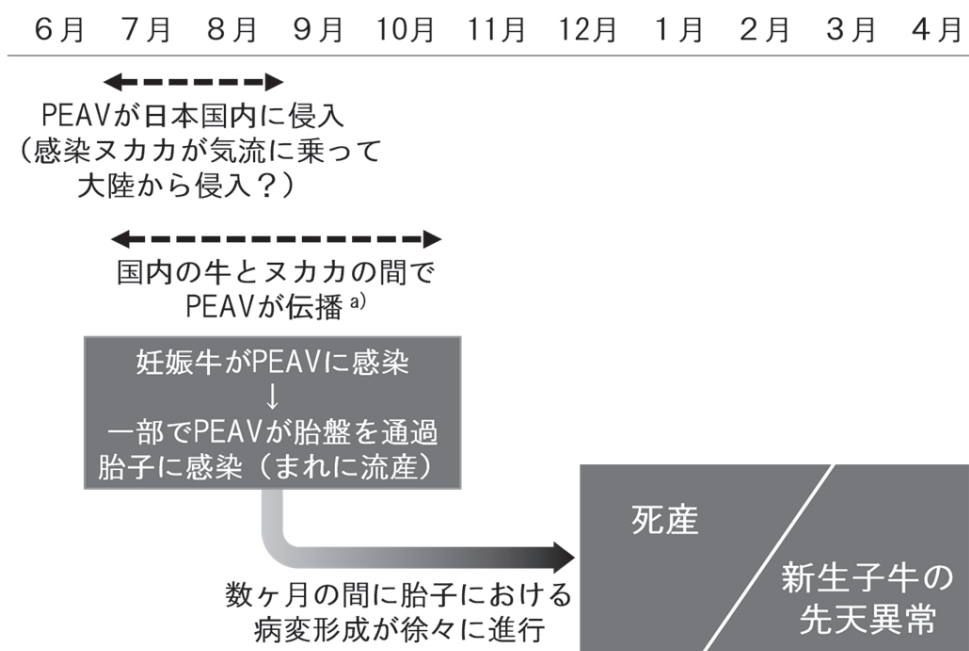 6月 7月 8月 9月 10月 11月 12月 1月 2月 3月 4月
PEAVが日本国内に侵入
（感染ヌカカが気流に乗って
大陸から侵入？）
国内の牛とヌカカの間で
PEAVが伝播 a)
妊娠牛がPEAVに感染
↓
一部でPEAVが胎盤を通過
胎子に感染（まれに流産）
数ヶ月の間に胎子における
病変形成が徐々に進行
死産
新生子牛の
先天異常